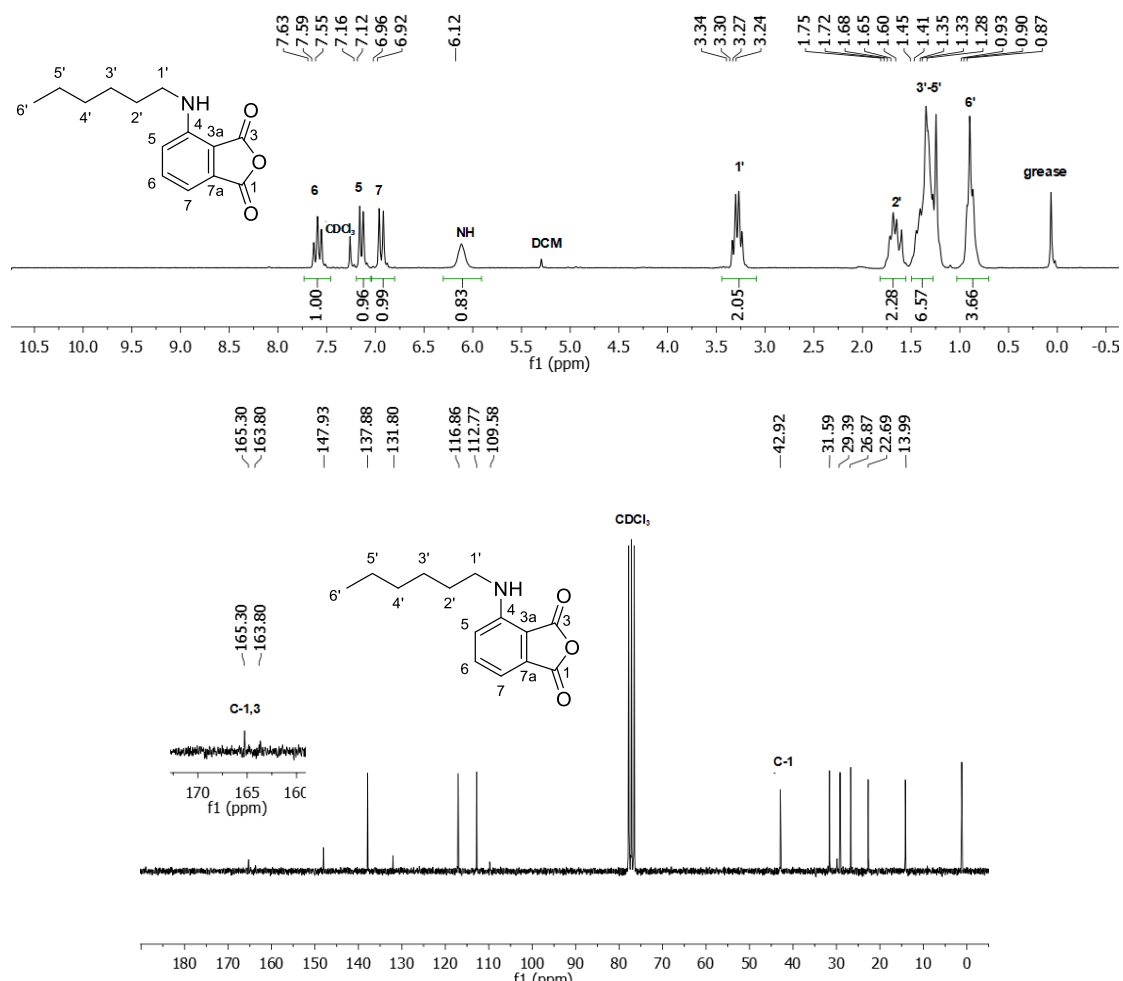 7.63
7.59
7.55
7.16
7.12
6.96
6.92
6.12
3.34
3.30
3.27
3.24
1.75
1.72
1.68
1.65
1.60
1.45
1.41
1.35
1.33
1.28
0.93
0.90
0.87
5' 3' 1'
6' 4' 2' NH O
4 3a 3
5 O
6 7a 1
7 O
6 CDCl3 5 7 NH DCM 1' 2' 3'-5' 6' grease
1.00 0.96 0.99 0.83 2.05 2.28 6.57 3.66
10.5 10.0 9.5 9.0 8.5 8.0 7.5 7.0 6.5 6.0 5.5 5.0 4.5 4.0 3.5 3.0 2.5 2.0 1.5 1.0 0.5 0.0 -0.5
f1 (ppm)
165.30
163.80
147.93
137.88
131.80
116.86
112.77
109.58
42.92
31.59
29.39
26.87
22.69
13.99
CDCl3
5' 3' 1'
6' 4' 2' NH O
4 3a 3
5 O
6 7a 1
7 O
165.30
163.80
C-1,3
170 165 160
f1 (ppm)
C-1
180 170 160 150 140 130 120 110 100 90 80 70 60 50 40 30 20 10 0
f1 (ppm)